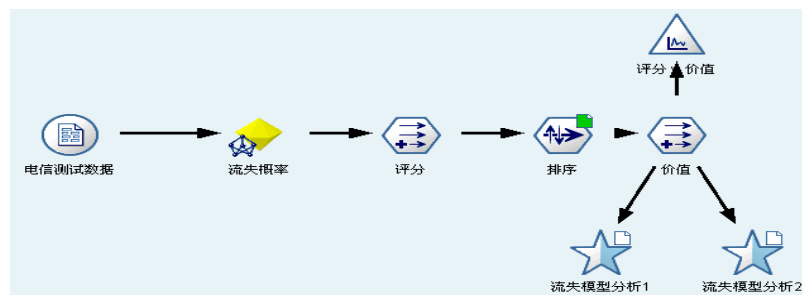 评分 价值
电信测试数据
流失概率
评分
排序
价值
流失模型分析1
流失模型分析2